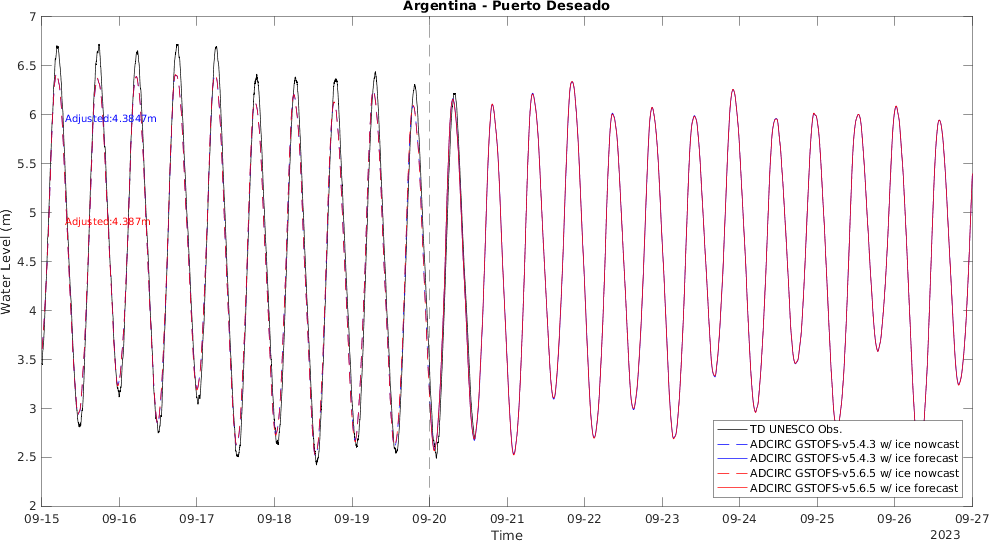 Argentina - Puerto Deseado
7
6.5
6
5.5
5
4.5
4
3.5
3
2.5
2
Water Level (m)
Adjusted:4.3847m
Adjusted:4.387m
TD UNESCO Obs.
ADCIRC GSTOFS-v5.4.3 w/ ice nowcast
ADCIRC GSTOFS-v5.4.3 w/ ice forecast
ADCIRC GSTOFS-v5.6.5 w/ ice nowcast
ADCIRC GSTOFS-v5.6.5 w/ ice forecast
09-15 09-16 09-17 09-18 09-19 09-20 09-21 09-22 09-23 09-24 09-25 09-26 09-27
Time
2023